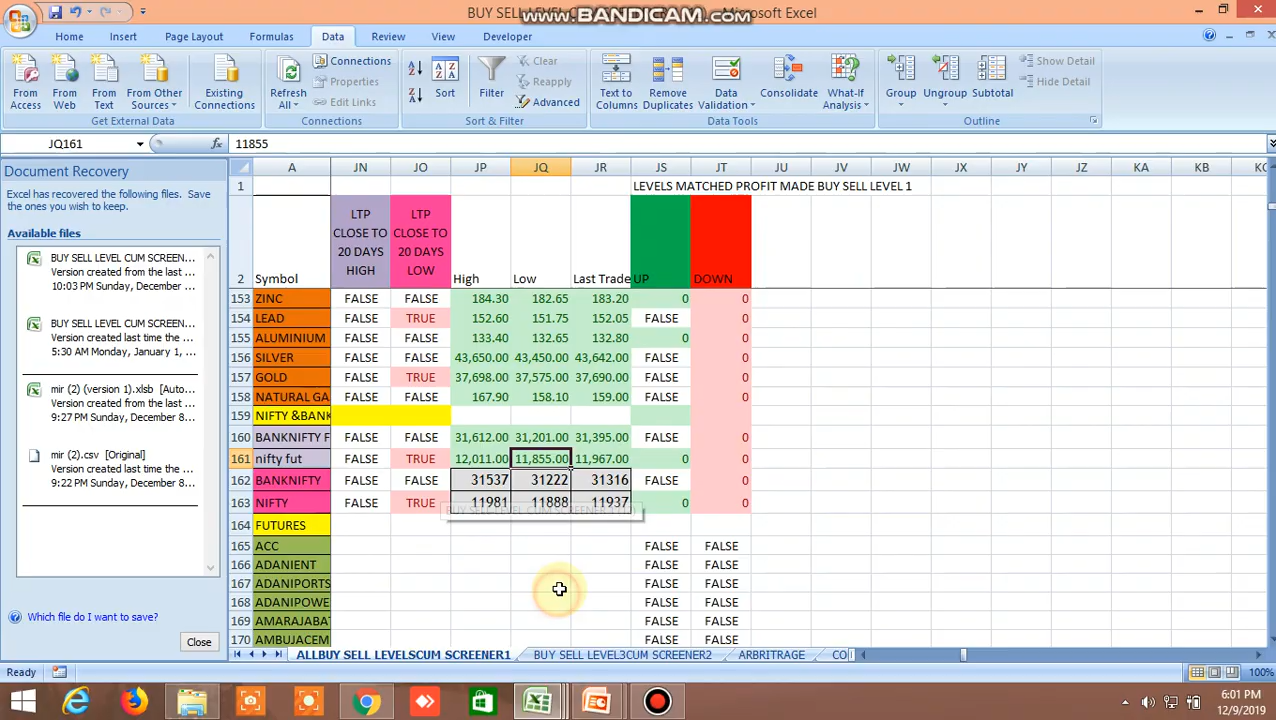 BUY SELL LEVEL CUM
www.BANDICAM.com
Microsoft Excel
Home Insert Page Layout Formulas Data Review View Developer
From Access
From Web
From Text
From Other Sources
Existing Connections
Get External Data
Refresh All
Connections
Properties
Edit Links
Connections
Sort
Filter
Clear
Reapply
Advanced
Sort & Filter
Text to Columns
Remove Duplicates
Data Validation
Consolidate
What-If Analysis
Data Tools
Group
Ungroup
Subtotal
Show Detail
Hide Detail
Outline
JQ161 fx 11855
Document Recovery
Excel has recovered the following files. Save
the ones you wish to keep.
Available files
BUY SELL LEVEL CUM SCREEN...
Version created from the last ...
10:03 PM Sunday, December ...
BUY SELL LEVEL CUM SCREEN...
Version created last time the ...
5:30 AM Monday, January 1, ...
mir (2) (version 1).xlsb [Auto...
Version created from the last ...
9:27 PM Sunday, December 8...
mir (2).csv [Original]
Version created last time the ...
9:22 PM Sunday, December 8...
Which file do I want to save?
Close
A JN JO JP JQ JR JS JT JU JV JW JX JY JZ KA KB KC
1 LEVELS MATCHED PROFIT MADE BUY SELL LEVEL 1
2 Symbol LTP CLOSE TO 20 DAYS HIGH LTP CLOSE TO 20 DAYS LOW High Low Last Trade UP DOWN
153 ZINC FALSE FALSE 184.30 182.65 183.20 0 0
154 LEAD FALSE TRUE 152.60 151.75 152.05 FALSE 0
155 ALUMINIUM FALSE FALSE 133.40 132.65 132.80 0 0
156 SILVER FALSE FALSE 43,650.00 43,450.00 43,642.00 FALSE 0
157 GOLD FALSE TRUE 37,698.00 37,575.00 37,690.00 FALSE 0
158 NATURAL GA FALSE TRUE 167.90 158.10 159.00 FALSE 0
159 NIFTY &BANK
160 BANKNIFTY F FALSE FALSE 31,612.00 31,201.00 31,395.00 FALSE 0
161 nifty fut FALSE TRUE 12,011.00 11,855.00 11,967.00 0 0
162 BANKNIFTY FALSE FALSE 31537 31222 31316 FALSE 0
163 NIFTY FALSE TRUE 11981 11888 11937 0 0
164 FUTURES
165 ACC FALSE FALSE
166 ADANIENT FALSE FALSE
167 ADANIPORTS FALSE FALSE
168 ADANIPOWE FALSE FALSE
169 AMARAJABA FALSE FALSE
170 AMBUJACEM FALSE FALSE
ALLBUY SELL LEVELSCUM SCREENER1 BUY SELL LEVEL3CUM SCREENER2 ARBRITRAGE CO
Ready 100%
6:01 PM
12/9/2019